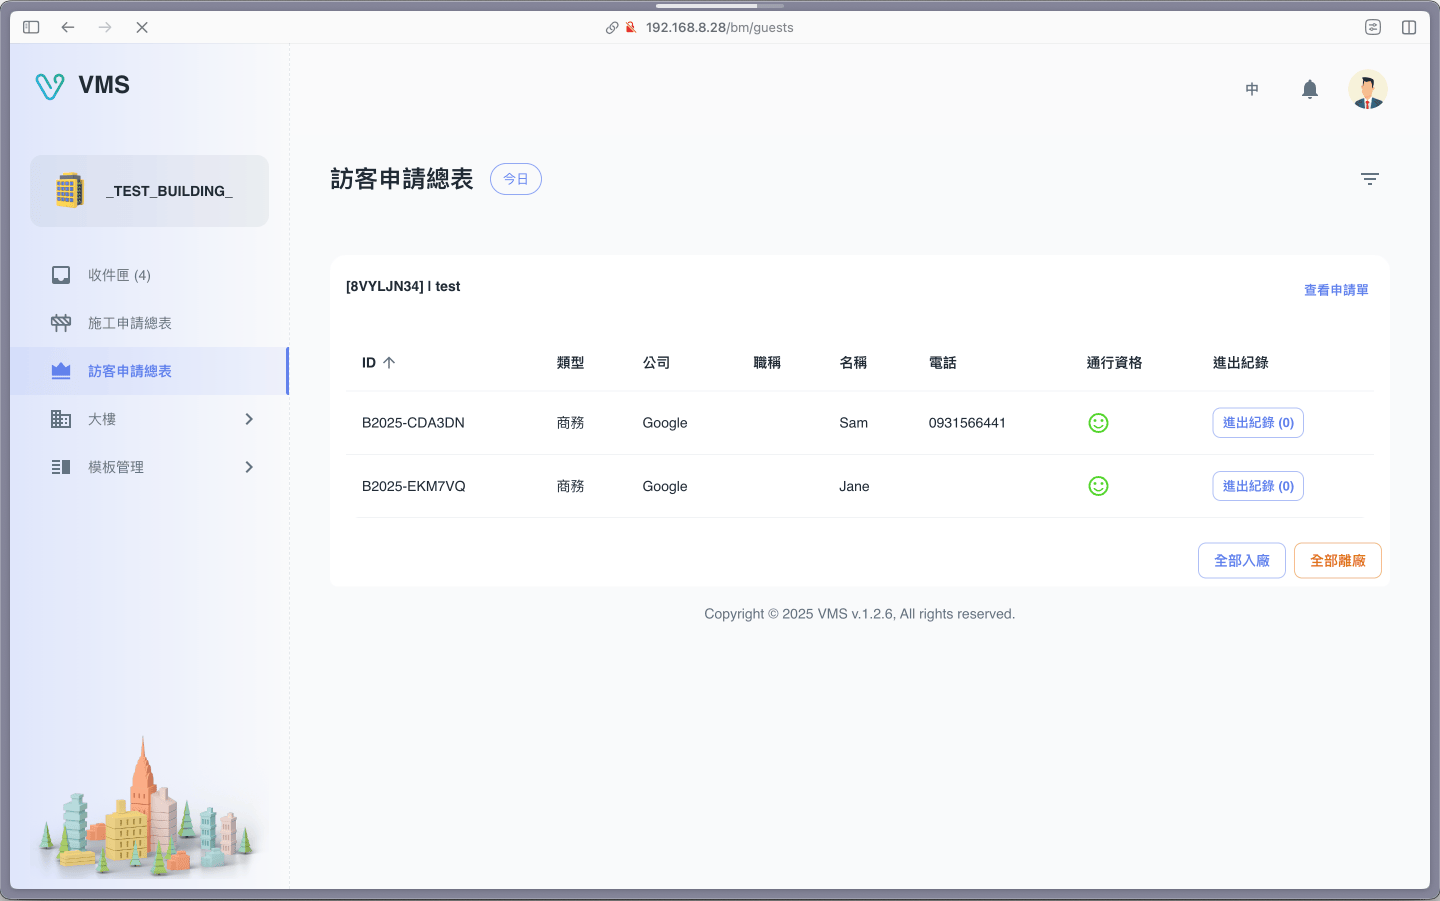 192.168.8.28/bm/guests
VMS
中
_TEST_BUILDING_
收件匣 (4)
施工申請總表
訪客申請總表
大樓
模板管理
訪客申請總表 今日
[8VYLJN34] | test
查看申請單
ID 類型 公司 職稱 名稱 電話 通行資格 進出紀錄
B2025-CDA3DN 商務 Google Sam 0931566441 進出紀錄 (0)
B2025-EKM7VQ 商務 Google Jane 進出紀錄 (0)
全部入廠 全部離廠
Copyright © 2025 VMS v.1.2.6, All rights reserved.